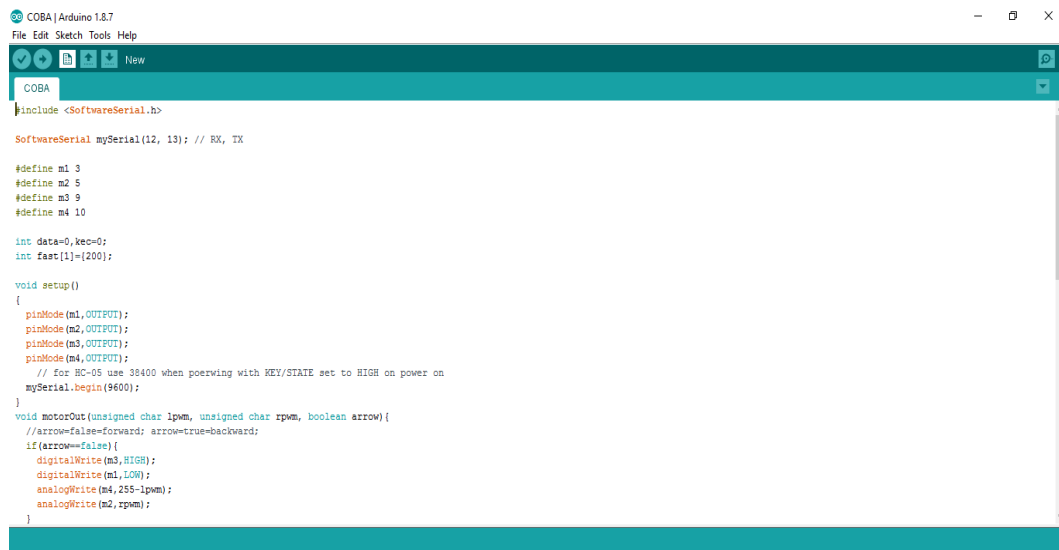 COBA | Arduino 1.8.7
File Edit Sketch Tools Help
New
COBA
#include <SoftwareSerial.h>
SoftwareSerial mySerial(12, 13); // RX, TX
#define m1 3
#define m2 5
#define m3 9
#define m4 10
int data=0,kec=0;
int fast[1]={200};
void setup()
{
  pinMode(m1,OUTPUT);
  pinMode(m2,OUTPUT);
  pinMode(m3,OUTPUT);
  pinMode(m4,OUTPUT);
    // for HC-05 use 38400 when poerwing with KEY/STATE set to HIGH on power on
  mySerial.begin(9600);
}
void motorOut(unsigned char lpwm, unsigned char rpwm, boolean arrow){
  //arrow=false=forward; arrow=true=backward;
  if(arrow==false){
    digitalWrite(m3,HIGH);
    digitalWrite(m1,LOW);
    analogWrite(m4,255-lpwm);
    analogWrite(m2,rpwm);
  }